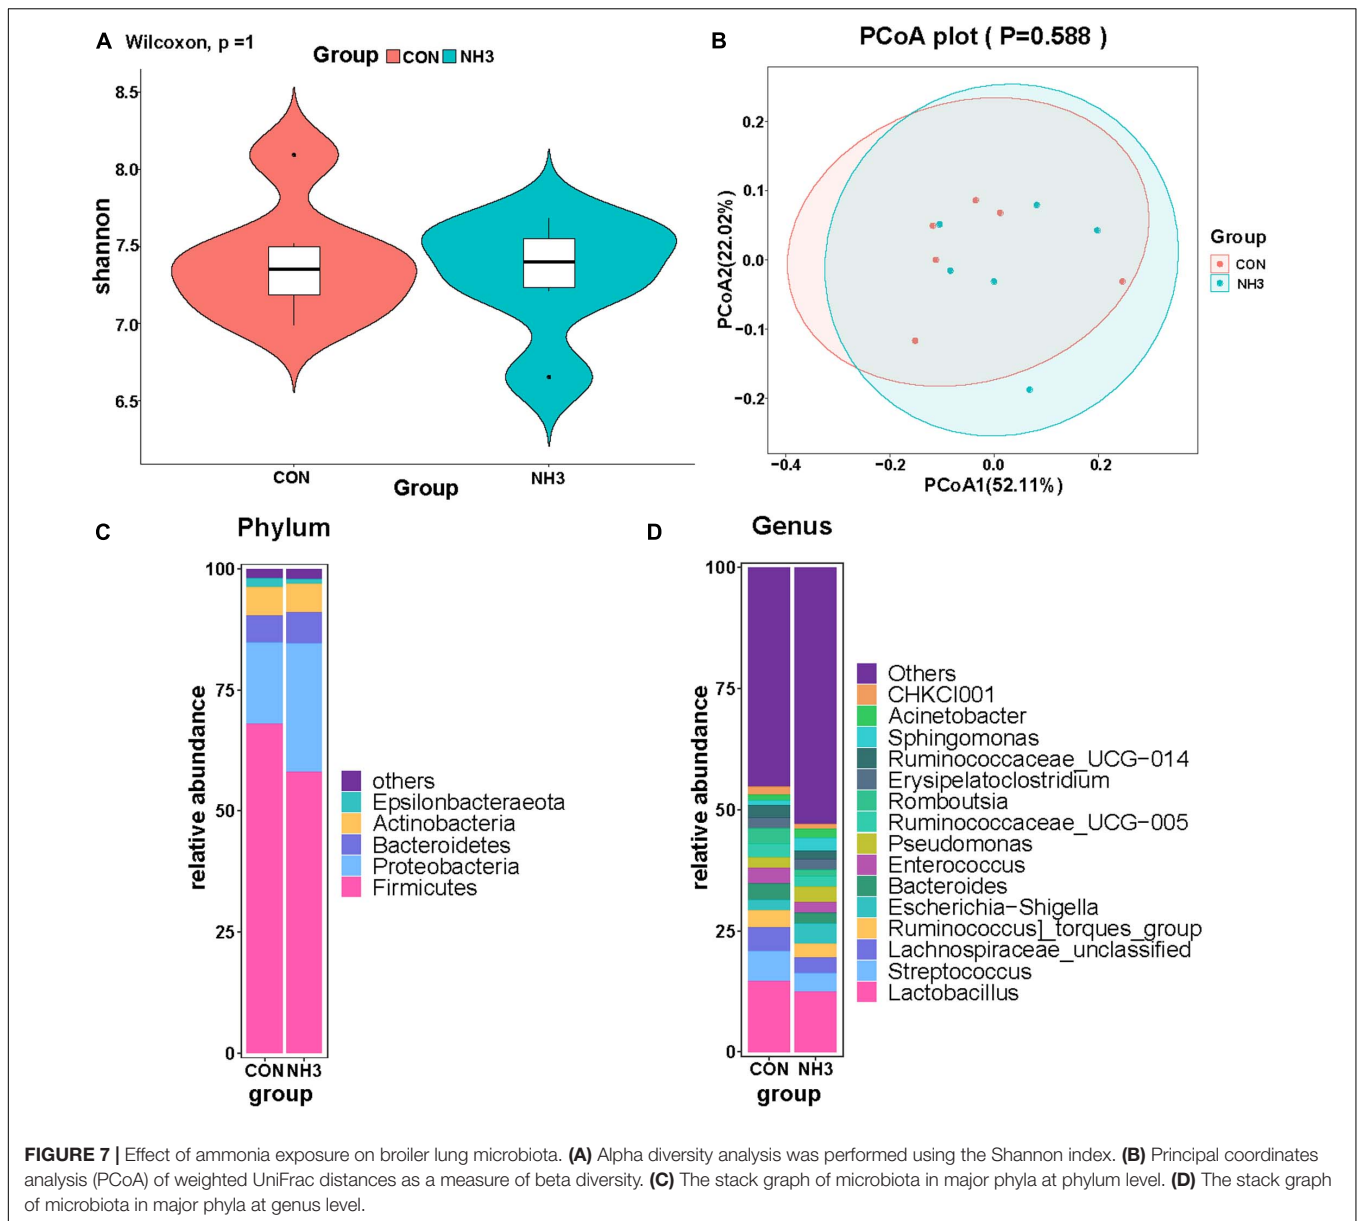 A Wilcoxon, p =1
Group CON NH3
8.5
8.0
7.5
7.0
6.5
shannon
CON NH3
Group
B PCoA plot ( P=0.588 )
0.2
0.1
0.0
−0.1
−0.2
PCoA2(22.02%)
−0.4 −0.2 0.0 0.2
PCoA1(52.11%)
Group
CON
NH3
C Phylum
100
75
50
25
0
relative abundance
CON NH3
group
others
Epsilonbacteraeota
Actinobacteria
Bacteroidetes
Proteobacteria
Firmicutes
D Genus
100
75
50
25
0
relative abundance
CON NH3
group
Others
CHKCI001
Acinetobacter
Sphingomonas
Ruminococcaceae_UCG−014
Erysipelatoclostridium
Romboutsia
Ruminococcaceae_UCG−005
Pseudomonas
Enterococcus
Bacteroides
Escherichia−Shigella
Ruminococcus]_torques_group
Lachnospiraceae_unclassified
Streptococcus
Lactobacillus
FIGURE 7 | Effect of ammonia exposure on broiler lung microbiota. (A) Alpha diversity analysis was performed using the Shannon index. (B) Principal coordinates
analysis (PCoA) of weighted UniFrac distances as a measure of beta diversity. (C) The stack graph of microbiota in major phyla at phylum level. (D) The stack graph
of microbiota in major phyla at genus level.